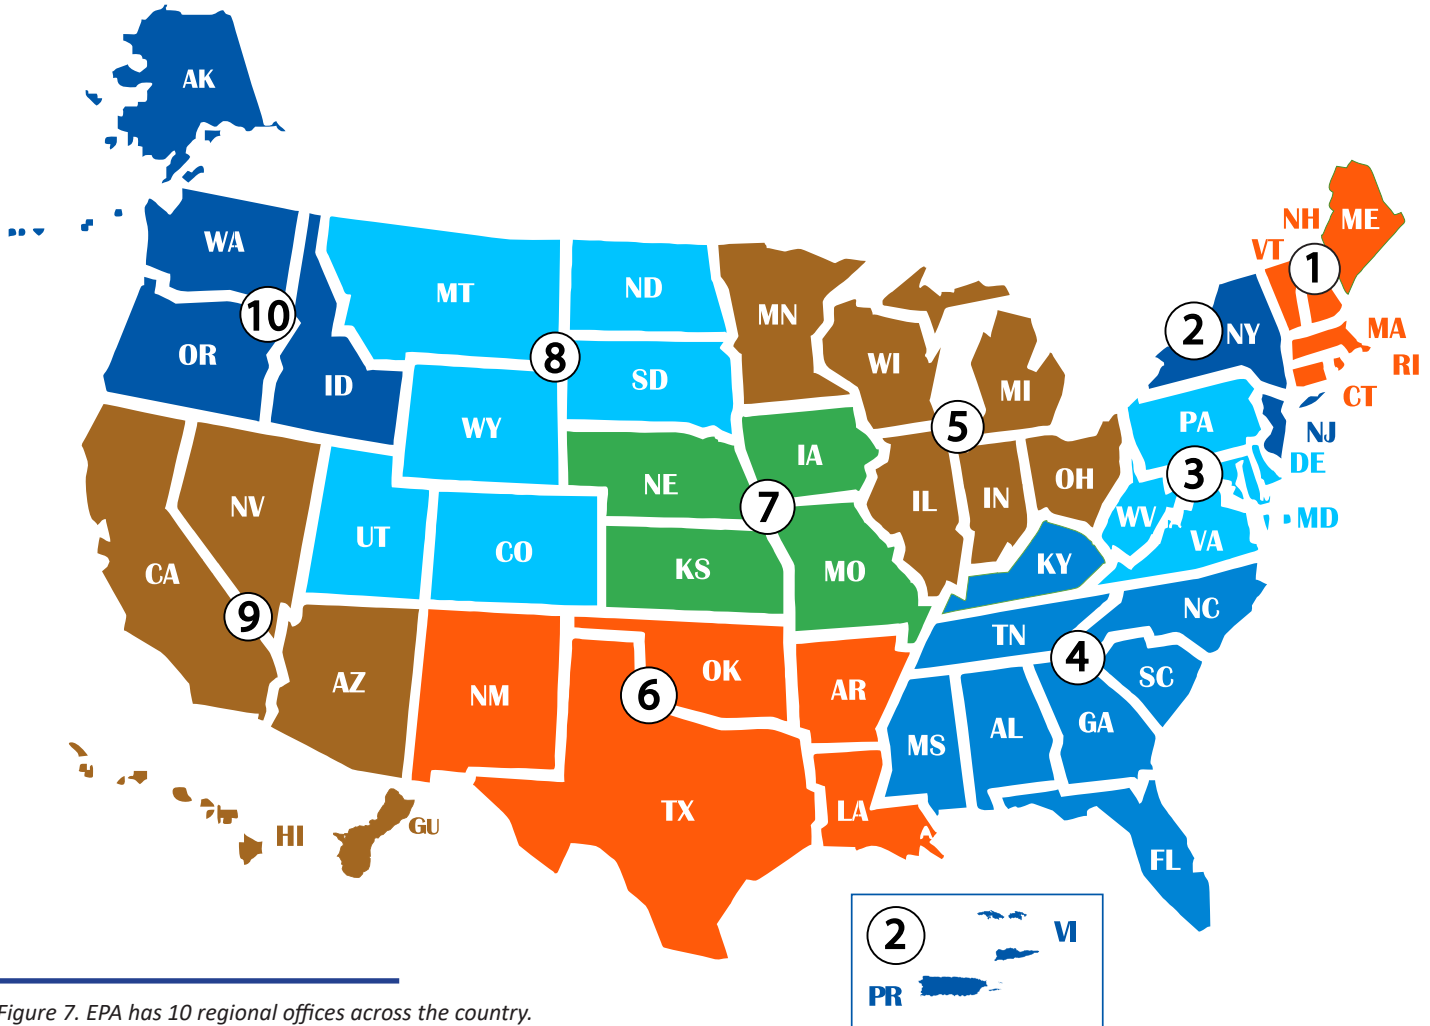 AK
WA
NH
ME
VT
1
MT
ND
10
MN
2
NY
MA
OR
8
WI
RI
ID
SD
MI
CT
WY
5
PA
NJ
IA
3
DE
NE
OH
NV
7
IL
IN
WV
MD
UT
CO
VA
CA
KS
MO
KY
9
NC
TN
4
AZ
OK
SC
NM
6
AR
GA
MS
AL
TX
LA
GU
HI
FL
2
VI
PR
Figure 7. EPA has 10 regional offices across the country.